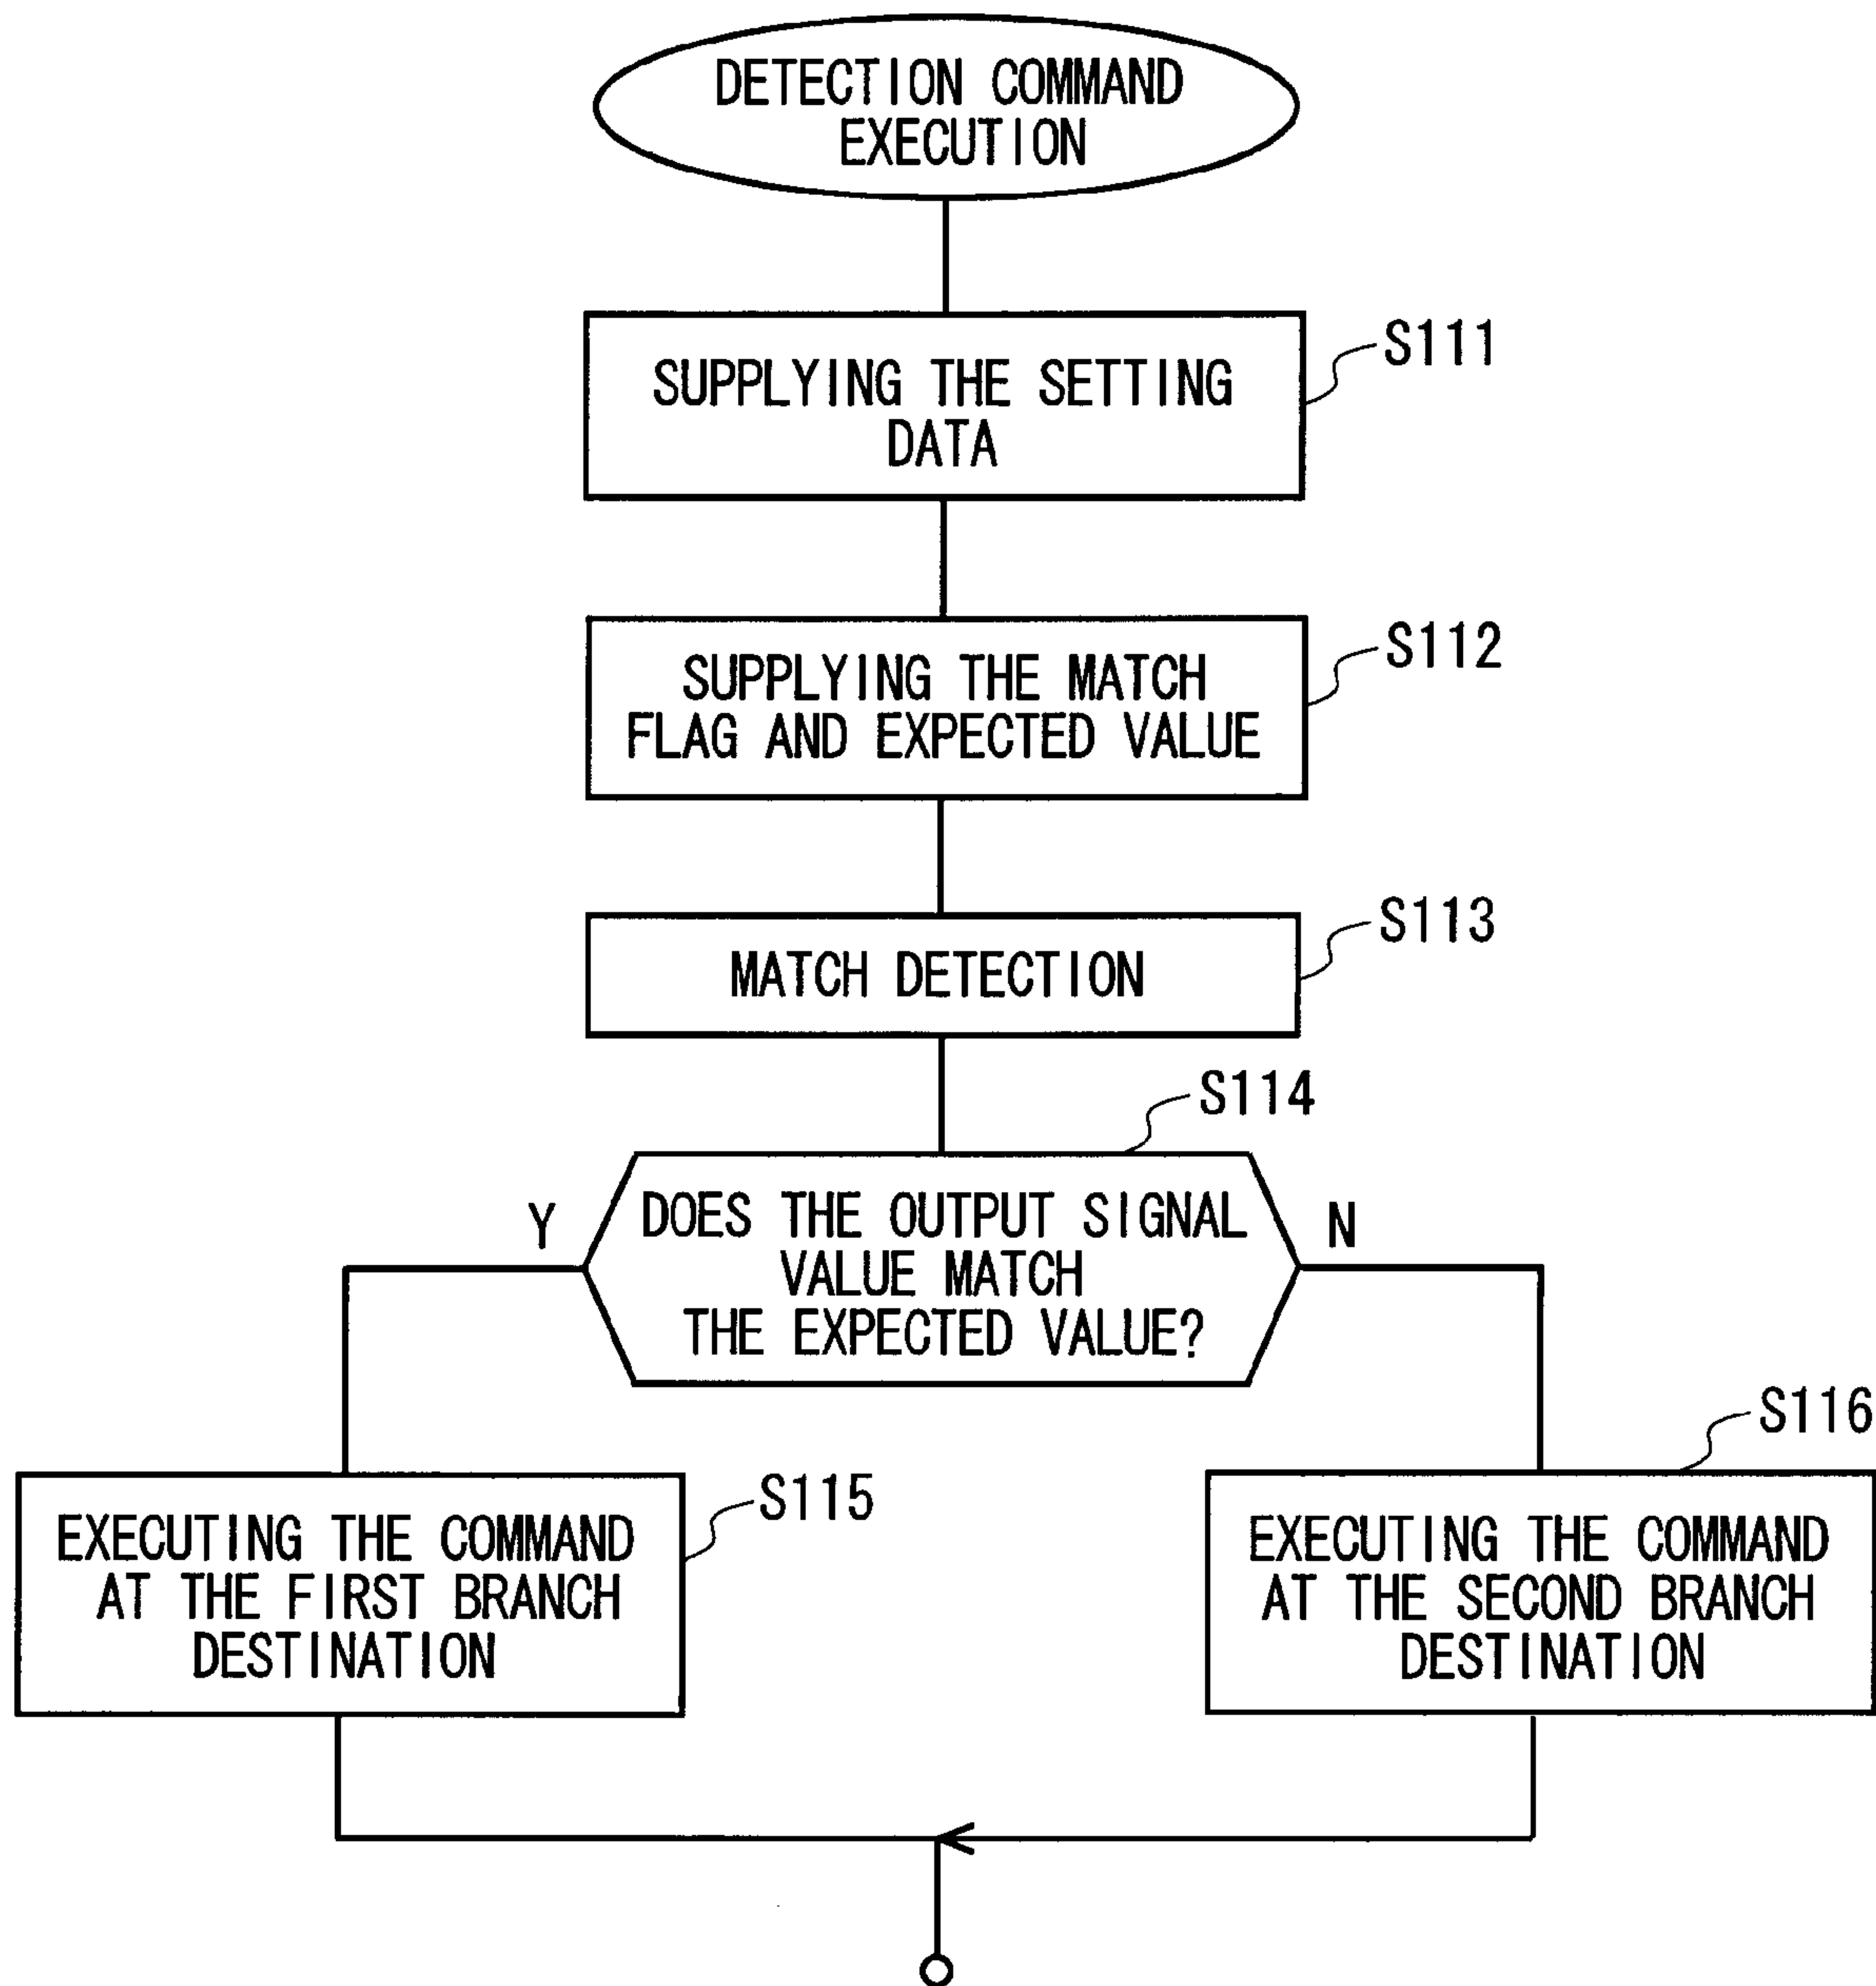 DETECTION COMMAND
EXECUTION
S111
SUPPLYING THE SETTING
DATA
S112
SUPPLYING THE MATCH
FLAG AND EXPECTED VALUE
S113
MATCH DETECTION
S114
Y
DOES THE OUTPUT SIGNAL
VALUE MATCH
THE EXPECTED VALUE?
N
S115
EXECUTING THE COMMAND
AT THE FIRST BRANCH
DESTINATION
S116
EXECUTING THE COMMAND
AT THE SECOND BRANCH
DESTINATION